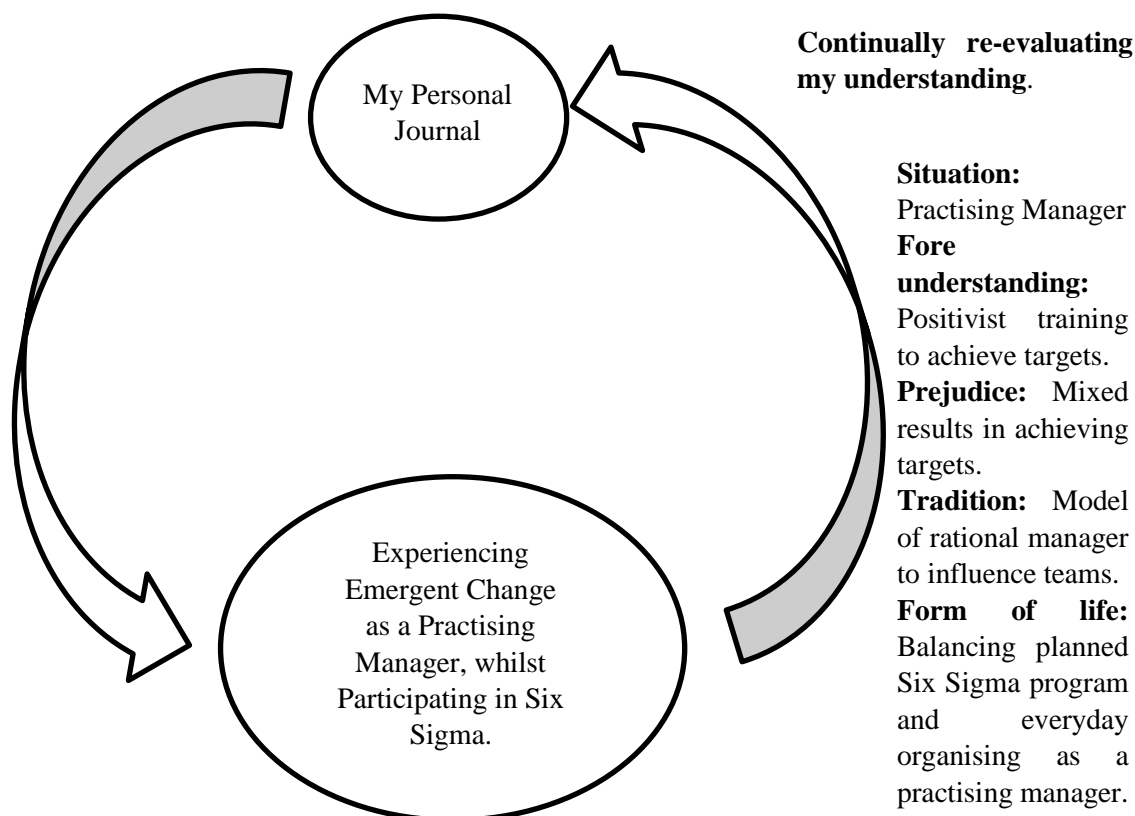 My Personal
Journal
Continually re-evaluating
my understanding.
Situation:
Practising Manager
Fore
understanding:
Positivist training
to achieve targets.
Prejudice: Mixed
results in achieving
targets.
Tradition: Model
of rational manager
to influence teams.
Form of life:
Balancing planned
Six Sigma program
and everyday
organising as a
practising manager.
Experiencing
Emergent Change
as a Practising
Manager, whilst
Participating in Six
Sigma.